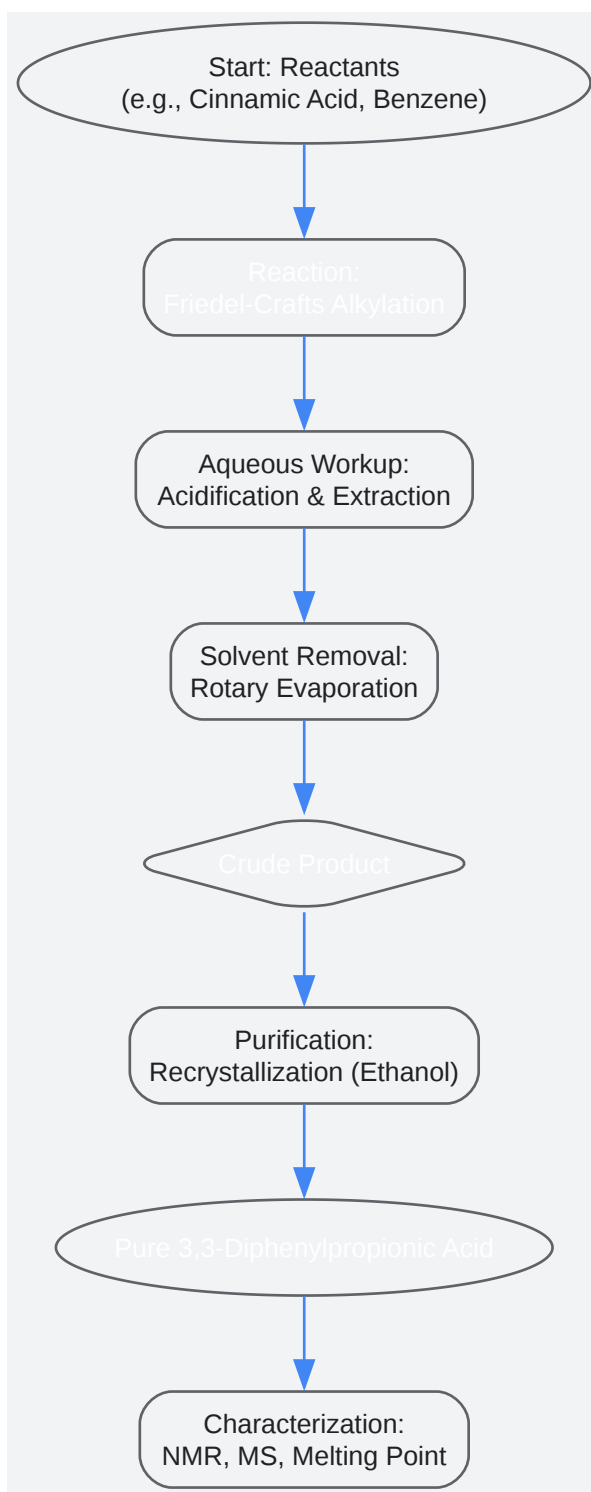 Start: Reactants
(e.g., Cinnamic Acid, Benzene)
Reaction:
Friedel-Crafts Alkylation
Aqueous Workup:
Acidification & Extraction
Solvent Removal:
Rotary Evaporation
Crude Product
Purification:
Recrystallization (Ethanol)
Pure 3,3-Diphenylpropionic Acid
Characterization:
NMR, MS, Melting Point